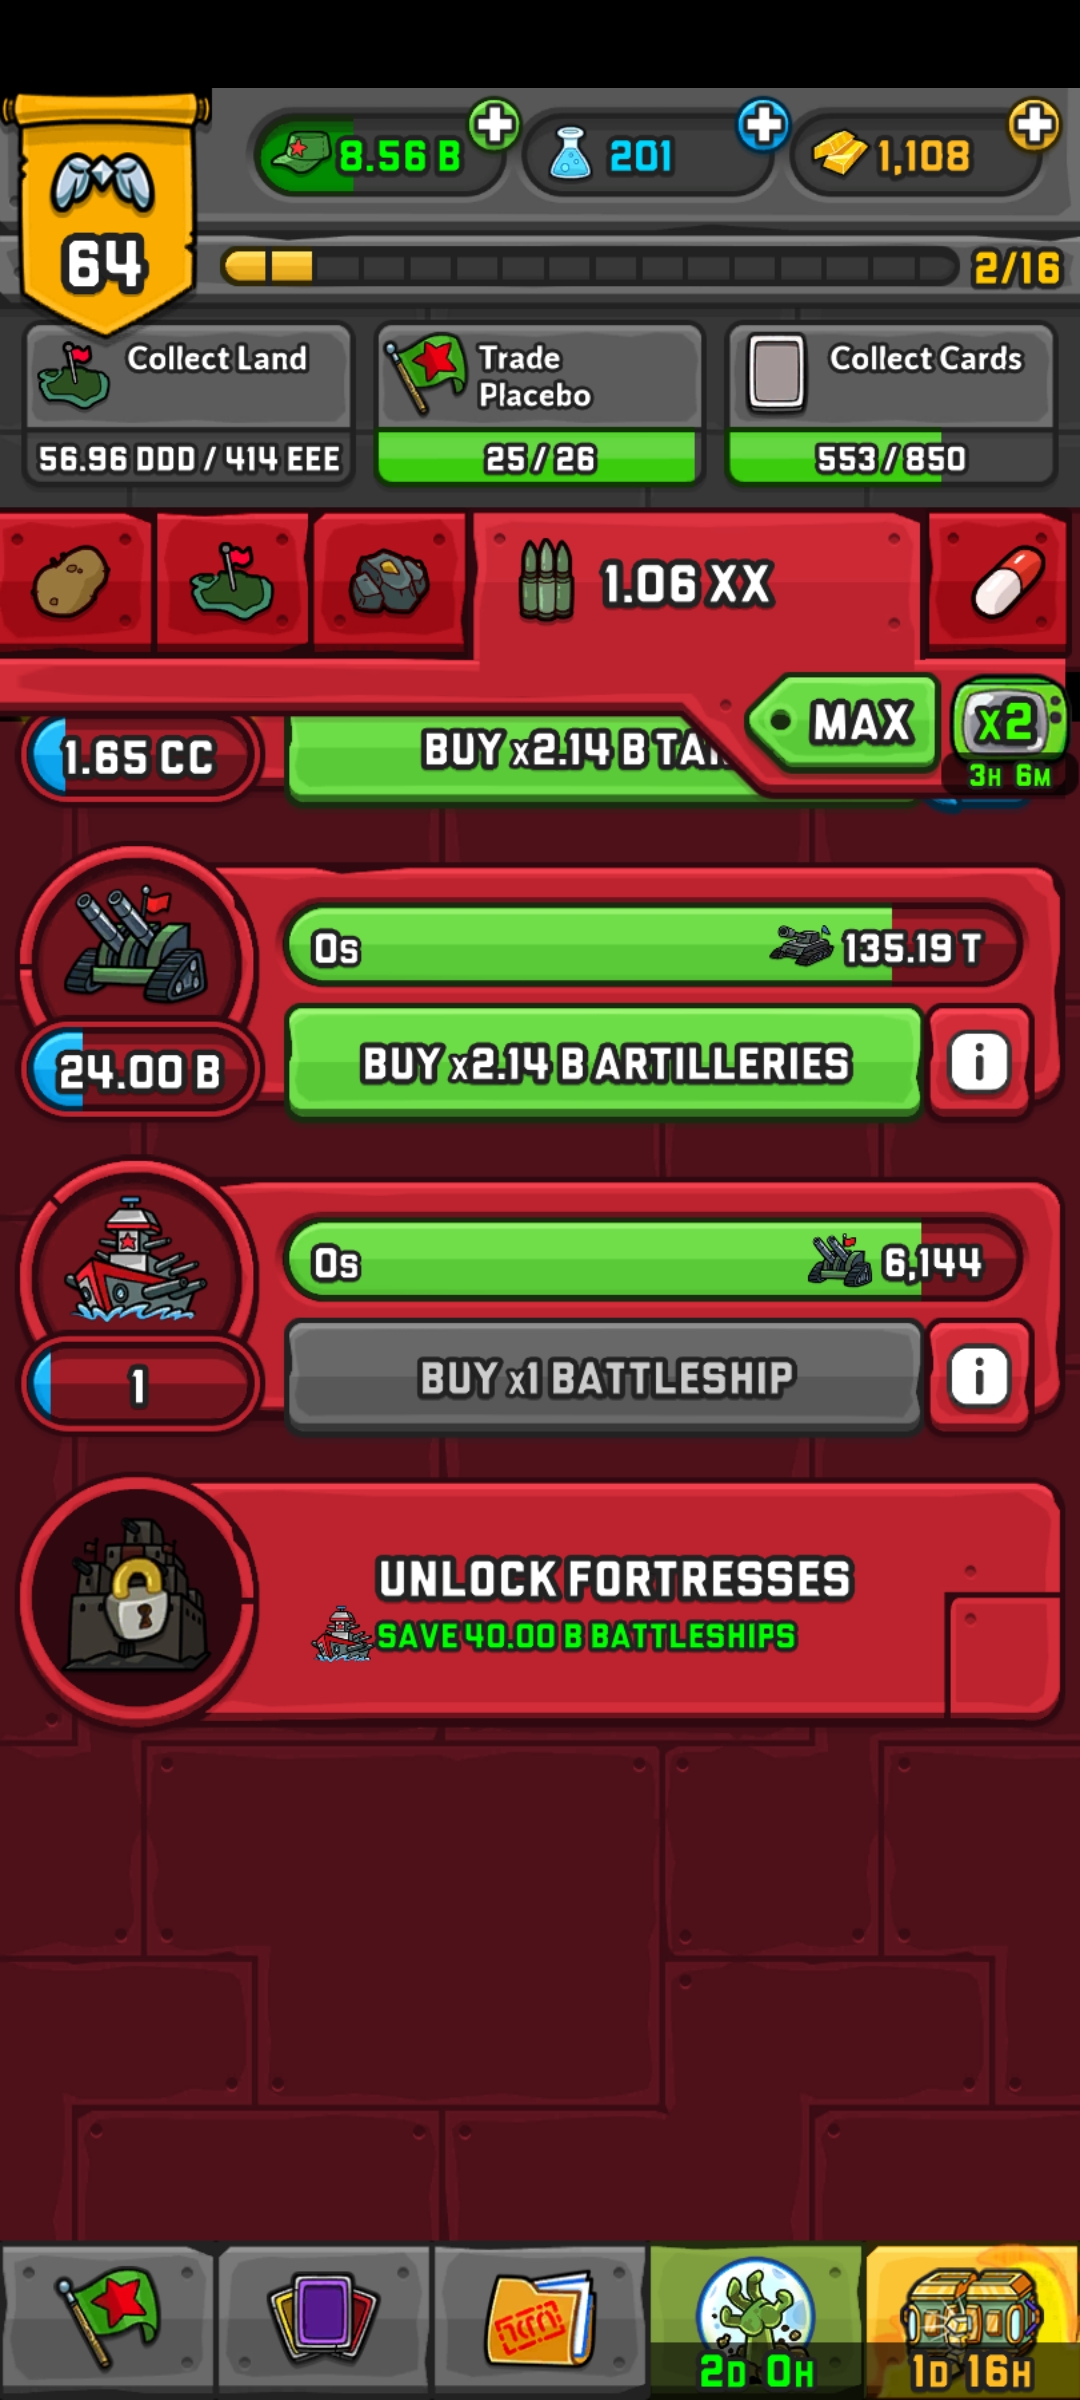 64
8.56 B
201
1,108
2/16
Collect Land
56.96 DDD / 414 EEE
Trade
Placebo
25 / 26
Collect Cards
553 / 850
1.06 XX
MAX
x2
3H 6M
1.65 CC
BUY x2.14 B
0s
135.19 T
24.00 B
BUY x2.14 B ARTILLERIES
i
0s
6,144
1
BUY x1 BATTLESHIP
i
UNLOCK FORTRESSES
SAVE 40.00 B BATTLESHIPS
2D 0H
1D 16H